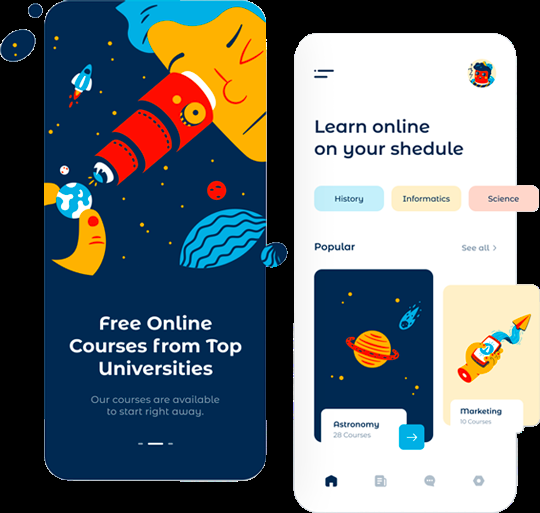 Free Online
Courses from Top
Universities
Our courses are available
to start right away.
Learn online
on your shedule
History
Informatics
Science
Popular
See all >
Astronomy
28 Courses
Marketing
10 Courses